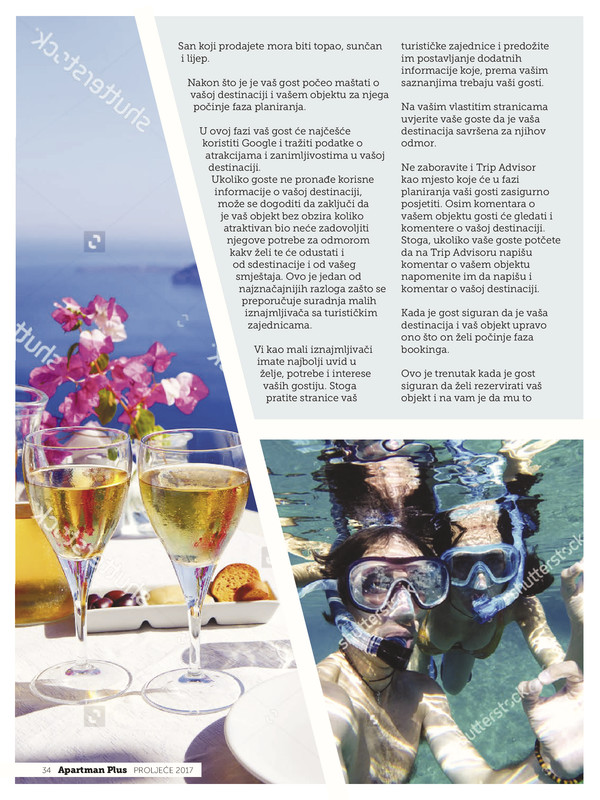 San koji prodajete mora biti topao, sunčan
i lijep.
Nakon što je je vaš gost počeo maštati o
vašoj destinaciji i vašem objektu za njega
počinje faza planiranja.
U ovoj fazi vaš gost će najčešće
koristiti Google i tražiti podatke o
atrakcijama i zanimljivostima u vašoj
destinaciji.
Ukoliko goste ne pronađe korisne
informacije o vašoj destinaciji,
može se dogoditi da zaključi da
je vaš objekt bez obzira koliko
atraktivan bio neće zadovoljiti
njegove potrebe za odmorom
kakv želi te će odustati i
od sdestinacije i od vašeg
smještaja. Ovo je jedan od
najznačajnijih razloga zašto se
preporučuje suradnja malih
iznajmljivača sa turističkim
zajednicama.
Vi kao mali iznajmljivači
imate najbolji uvid u
želje, potrebe i interese
vaših gostiju. Stoga
pratite stranice vaš
turističke zajednice i predožite
im postavljanje dodatnih
informacije koje, prema vašim
saznanjima trebaju vaši gosti.
Na vašim vlastitim stranicama
uvjerite vaše goste da je vaša
destinacija savršena za njihov
odmor.
Ne zaboravite i Trip Advisor
kao mjesto koje će u fazi
planiranja vaši gosti zasigurno
posjetiti. Osim komentara o
vašem objektu gosti će gledati i
komentere o vašoj destinaciji.
Stoga, ukoliko vaše goste potčete
da na Trip Advisoru napišu
komentar o vašem objektu
napomenite im da napišu i
komentar o vašoj destinaciji.
Kada je gost siguran da je vaša
destinacija i vaš objekt upravo
ono što on želi počinje faza
bookinga.
Ovo je trenutak kada je gost
siguran da želi rezervirati vaš
objekt i na vam je da mu to
shutterstock
shutterstock
shutterstock
shutterstock
shutterstock
shutterstock
34 Apartman Plus PROLJEĆE 2017